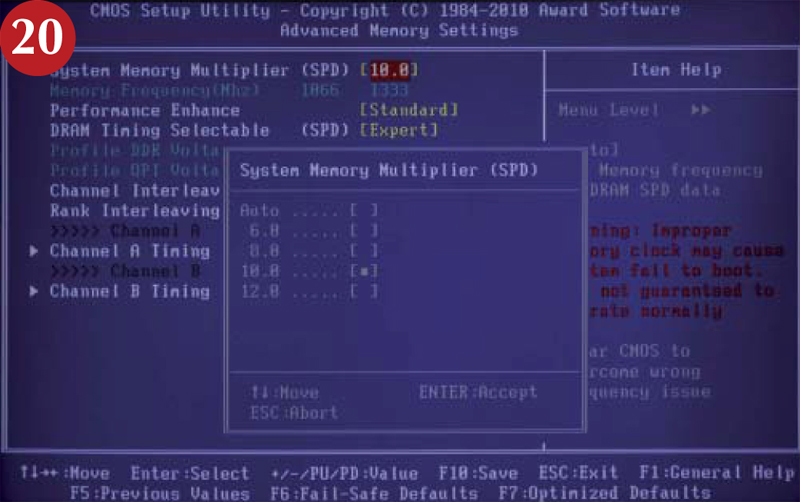 20
CMOS Setup Utility - Copyright (C) 1984-2010 Award Software
Advanced Memory Settings
System Memory Multiplier (SPD) [10.0]
Memory Frequency(Mhz) 1066 1333
Performance Enhance [Standard]
DRAM Timing Selectable (SPD) [Expert]
Profile DDR Volta
Profile QPI Volta
Channel Interleav
Rank Interleaving
>>>>> Channel A
▶ Channel A Timing
>>>>> Channel B
▶ Channel B Timing
System Memory Multiplier (SPD)
Auto ..... [ ]
6.0 ..... [ ]
8.0 ..... [ ]
10.0 ..... [▪]
12.0 ..... [ ]
↑↓:Move ENTER:Accept
ESC:Abort
Item Help
Menu Level ▶▶
to]
Memory frequency
DRAM SPD data
ning: Improper
ory clock may cause
tem fail to boot.
not guaranteed to
rate normally
ar CMOS to
rcome wrong
quency issue
↑↓→←:Move Enter:Select +/-/PU/PD:Value F10:Save ESC:Exit F1:General Help
F5:Previous Values F6:Fail-Safe Defaults F7:Optimized Defaults